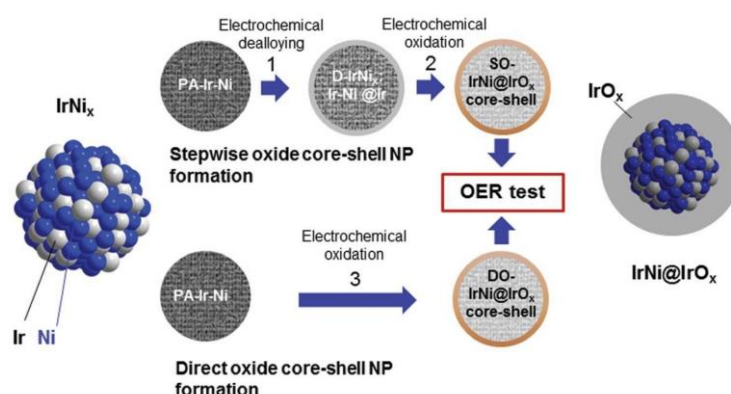 IrNiₓ
Ir Ni
Electrochemical
dealloying
1
Electrochemical
oxidation
2
PA-Ir-Ni
D-IrNiₓ;
Ir-Ni @Ir
SO-
IrNi@IrOₓ
core-shell
Stepwise oxide core-shell NP
formation
OER test
Electrochemical
oxidation
3
PA-Ir-Ni
DO-
IrNi@IrOₓ
core-shell
Direct oxide core-shell NP
formation
IrOₓ
IrNi@IrOₓ